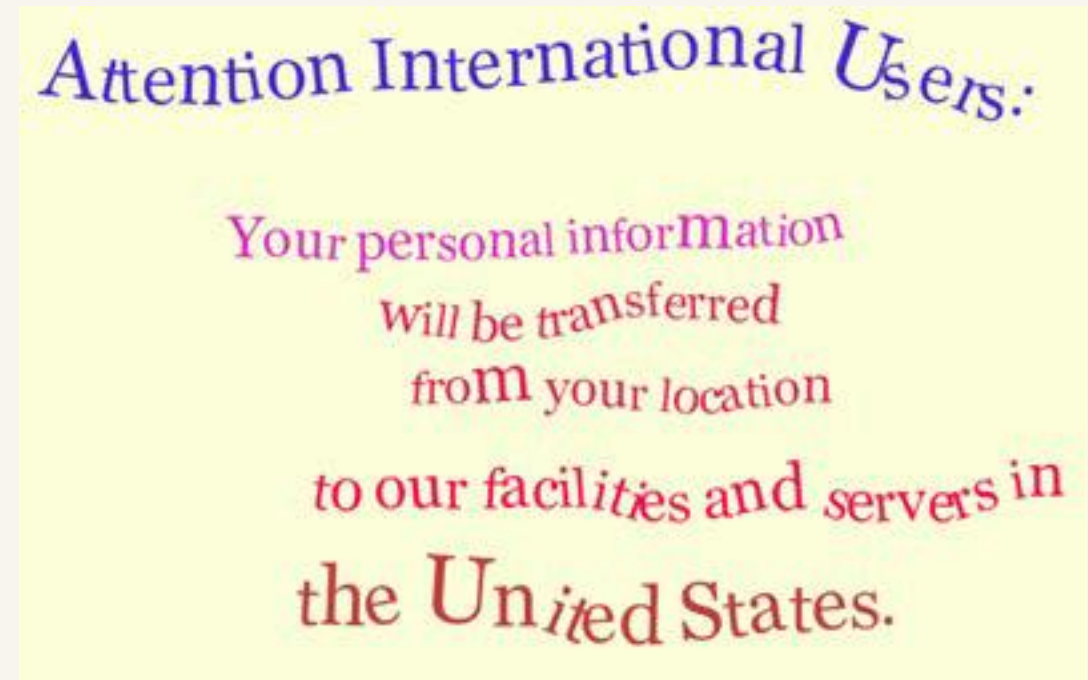 Attention International Users:
Your personal information
Will be transferred
from your location
to our facilities and servers in
the United States.